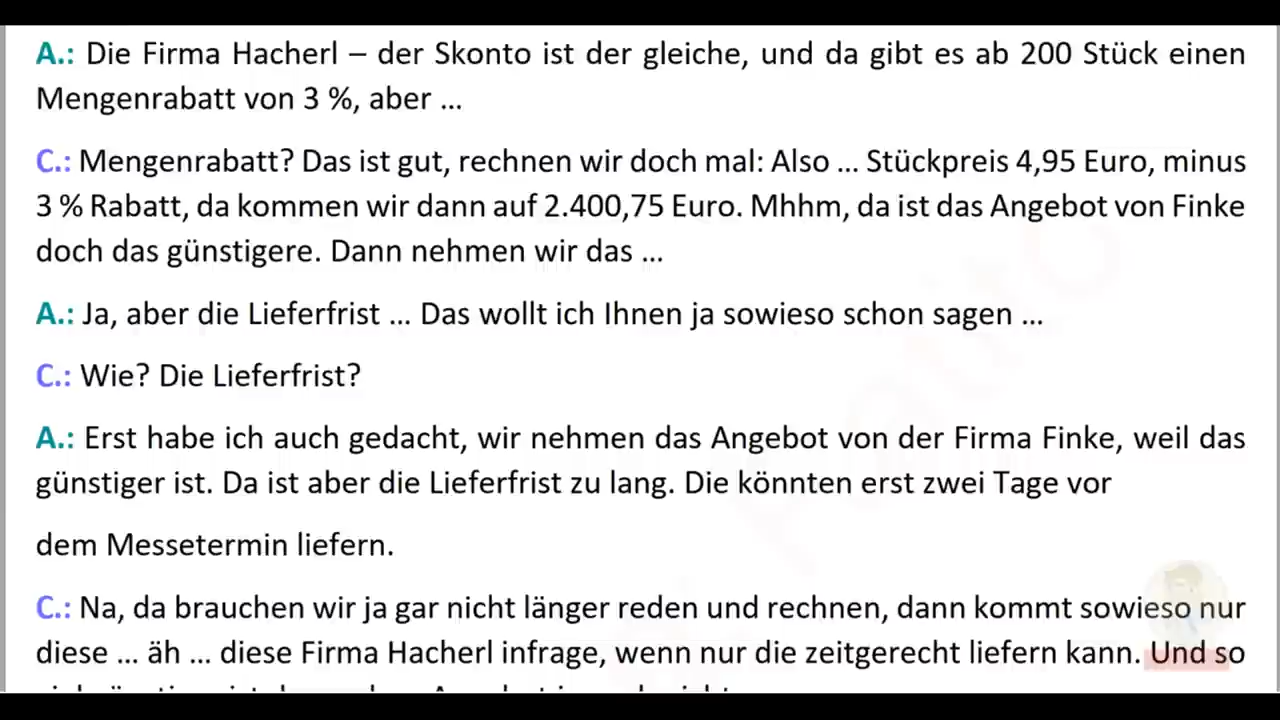 A.: Die Firma Hacherl – der Skonto ist der gleiche, und da gibt es ab 200 Stück einen
Mengenrabatt von 3 %, aber ...
C.: Mengenrabatt? Das ist gut, rechnen wir doch mal: Also ... Stückpreis 4,95 Euro, minus
3 % Rabatt, da kommen wir dann auf 2.400,75 Euro. Mhhm, da ist das Angebot von Finke
doch das günstigere. Dann nehmen wir das ...
A.: Ja, aber die Lieferfrist ... Das wollt ich Ihnen ja sowieso schon sagen ...
C.: Wie? Die Lieferfrist?
A.: Erst habe ich auch gedacht, wir nehmen das Angebot von der Firma Finke, weil das
günstiger ist. Da ist aber die Lieferfrist zu lang. Die könnten erst zwei Tage vor
dem Messetermin liefern.
C.: Na, da brauchen wir ja gar nicht länger reden und rechnen, dann kommt sowieso nur
diese ... äh ... diese Firma Hacherl infrage, wenn nur die zeitgerecht liefern kann. Und so